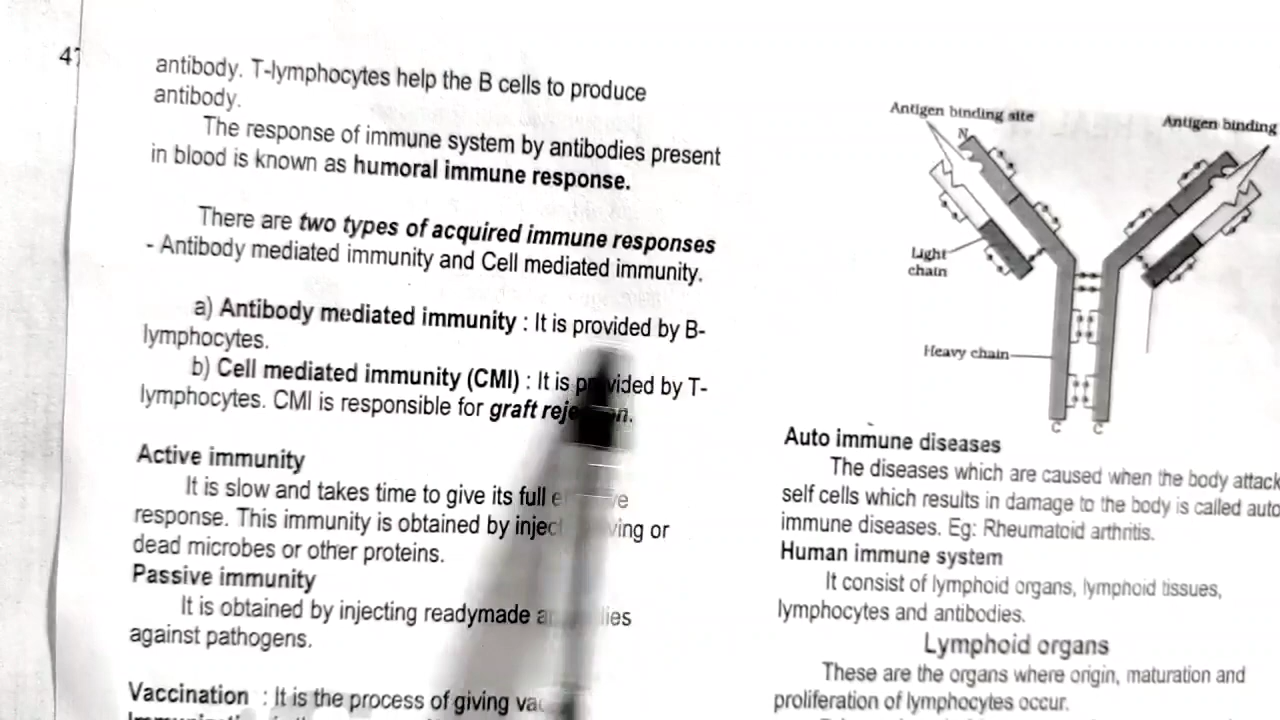 antibody. T-lymphocytes help the B cells to produce
antibody.
The response of immune system by antibodies present
in blood is known as humoral immune response.
There are two types of acquired immune responses
- Antibody mediated immunity and Cell mediated immunity.
a) Antibody mediated immunity : It is provided by B-
lymphocytes.
b) Cell mediated immunity (CMI) : It is provided by T-
lymphocytes. CMI is responsible for graft
Active immunity
It is slow and takes time to give its full
response. This immunity is obtained by or
dead microbes or other proteins.
Passive immunity
It is obtained by injecting readymade
against pathogens.
Vaccination : It is the process of giving
Antigen binding site
Antigen binding
N
Light
chain
Heavy chain
C C
Auto immune diseases
The diseases which are caused when the body attack
self cells which results in damage to the body is called auto
immune diseases. Eg: Rheumatoid arthritis.
Human immune system
It consist of lymphoid organs, lymphoid tissues,
lymphocytes and antibodies.
Lymphoid organs
These are the organs where origin, maturation and
proliferation of lymphocytes occur.